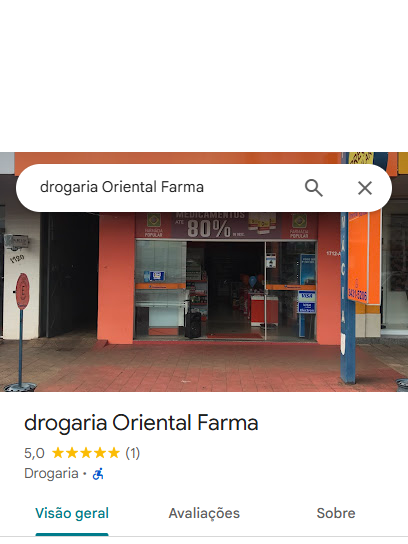 drogaria Oriental Farma
MEDICAMENTOS
ATÉ 80%
FARMÁCIA
POPULAR
FARMÁCIA
POPULAR
VISA
drogaria Oriental Farma
5,0 (1)
Drogaria ·
Visão geral Avaliações Sobre